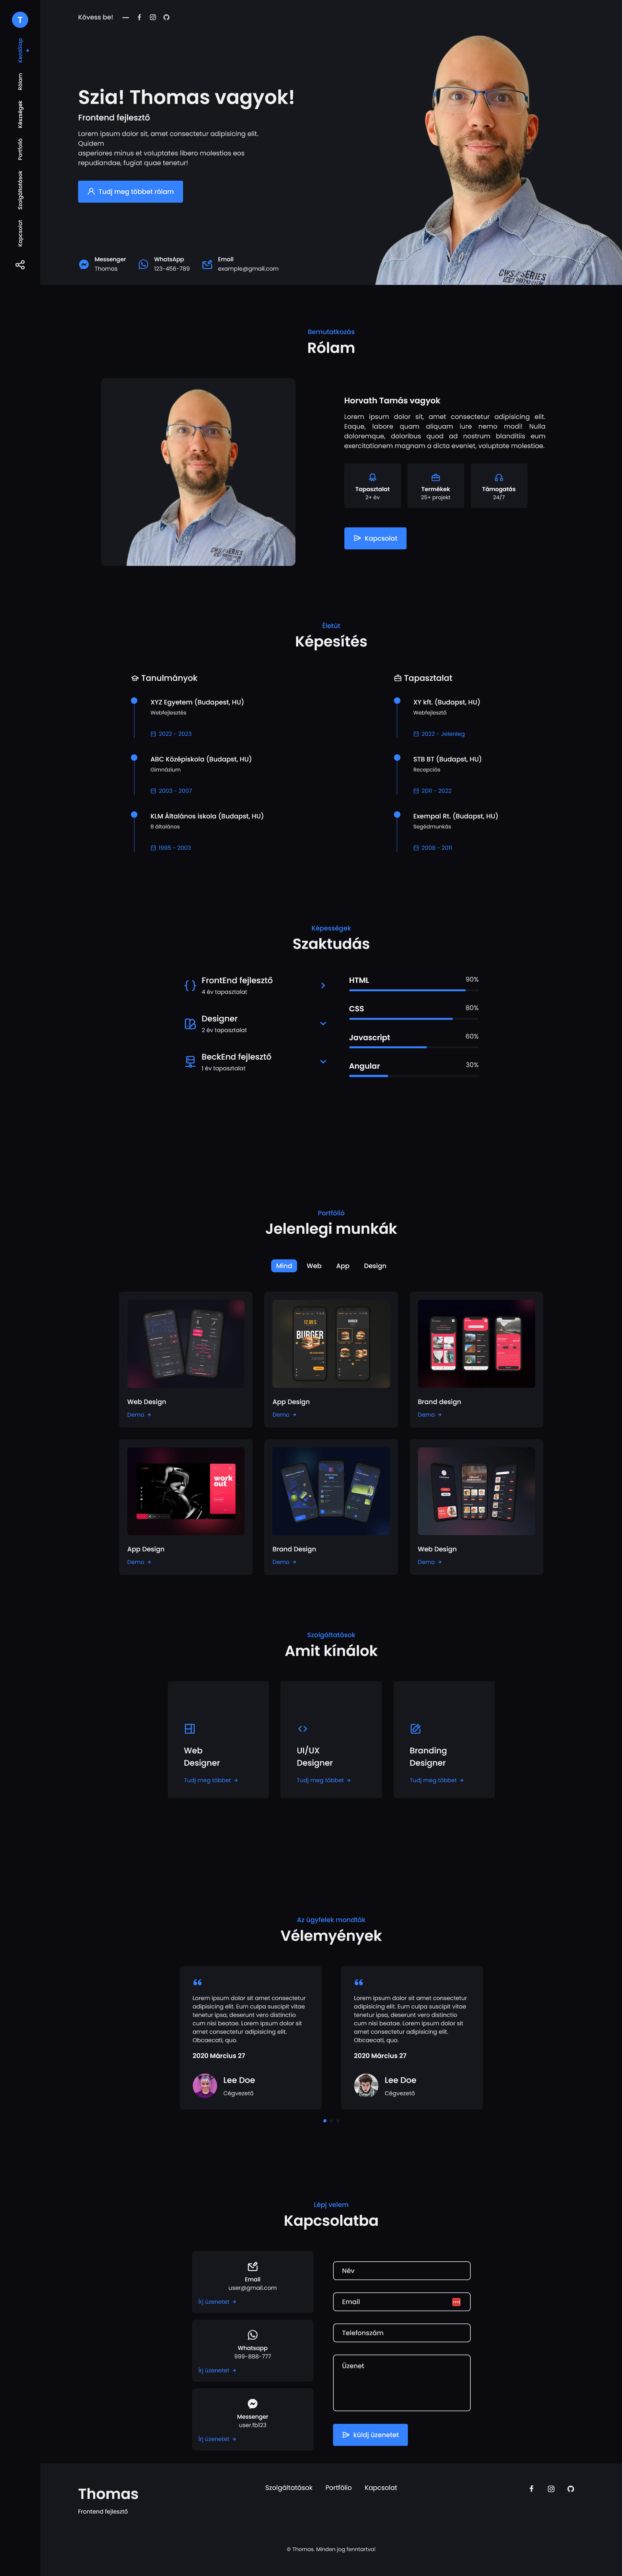 T
Kezdőlap
Rólam
Készségek
Portfólió
Szolgáltatások
Kapcsolat
Kövess be!
Szia! Thomas vagyok!
Frontend fejlesztő
Lorem ipsum dolor sit, amet consectetur adipisicing elit.
Quidem
asperiores minus et voluptates libero molestias eos
repudiandae, fugiat quae tenetur!
Tudj meg többet rólam
Messenger
Thomas
WhatsApp
123-456-789
Email
example@gmail.com
CWS/SERIES
Bemutatkozás
Rólam
CWS/SERIES
Horvath Tamás vagyok
Lorem ipsum dolor sit, amet consectetur adipisicing elit.
Eaque, labore quam aliquam iure nemo modi! Nulla
doloremque, doloribus quod ad nostrum blanditiis eum
exercitationem magnam a dicta eveniet, voluptate molestiae.
Tapasztalat
2+ év
Termékek
25+ projekt
Támogatás
24/7
Kapcsolat
Életút
Képesítés
Tanulmányok
XYZ Egyetem (Budapest, HU)
Webfejlesztés
2022 - 2023
ABC Középiskola (Budapst, HU)
Gimnázium
2003 - 2007
KLM Általános iskola (Budapst, HU)
8 általános
1995 - 2003
Tapasztalat
XY kft. (Budapst, HU)
Webfejlesztő
2022 - Jelenleg
STB BT (Budapst, HU)
Recepciós
2011 - 2022
Exempal Rt. (Budapst, HU)
Segédmunkás
2008 - 2011
Képességek
Szaktudás
FrontEnd fejlesztő
4 év tapasztalat
Designer
2 év tapasztalat
BeckEnd fejlesztő
1 év tapasztalat
HTML 90%
CSS 80%
Javascript 60%
Angular 30%
Portfólió
Jelenlegi munkák
Mind Web App Design
12.99 $
BURGER
Web Design
Demo
App Design
Demo
Brand design
Demo
work
out
App Design
Demo
Brand Design
Demo
Web Design
Demo
Szolgáltatások
Amit kínálok
Web
Designer
Tudj meg többet
UI/UX
Designer
Tudj meg többet
Branding
Designer
Tudj meg többet
Az ügyfelek mondták
Vélemyények
Lorem ipsum dolor sit amet consectetur
adipisicing elit. Eum culpa suscipit vitae
tenetur ipsa, deserunt vero distinctio
cum nisi beatae. Lorem ipsum dolor sit
amet consectetur adipisicing elit.
Obcaecati, quo.
2020 Március 27
Lee Doe
Cégvezető
Lorem ipsum dolor sit amet consectetur
adipisicing elit. Eum culpa suscipit vitae
tenetur ipsa, deserunt vero distinctio
cum nisi beatae. Lorem ipsum dolor sit
amet consectetur adipisicing elit.
Obcaecati, quo.
2020 Március 27
Lee Doe
Cégvezető
Lépj velem
Kapcsolatba
Email
user@gmail.com
Írj üzenetet
Whatsapp
999-888-777
Írj üzenetet
Messenger
user.fb123
Írj üzenetet
Név
Email
Telefonszám
Üzenet
küldj üzenetet
Thomas
Frontend fejlesztő
Szolgáltatások Portfólio Kapcsolat
© Thomas. Minden jog fenntartva!